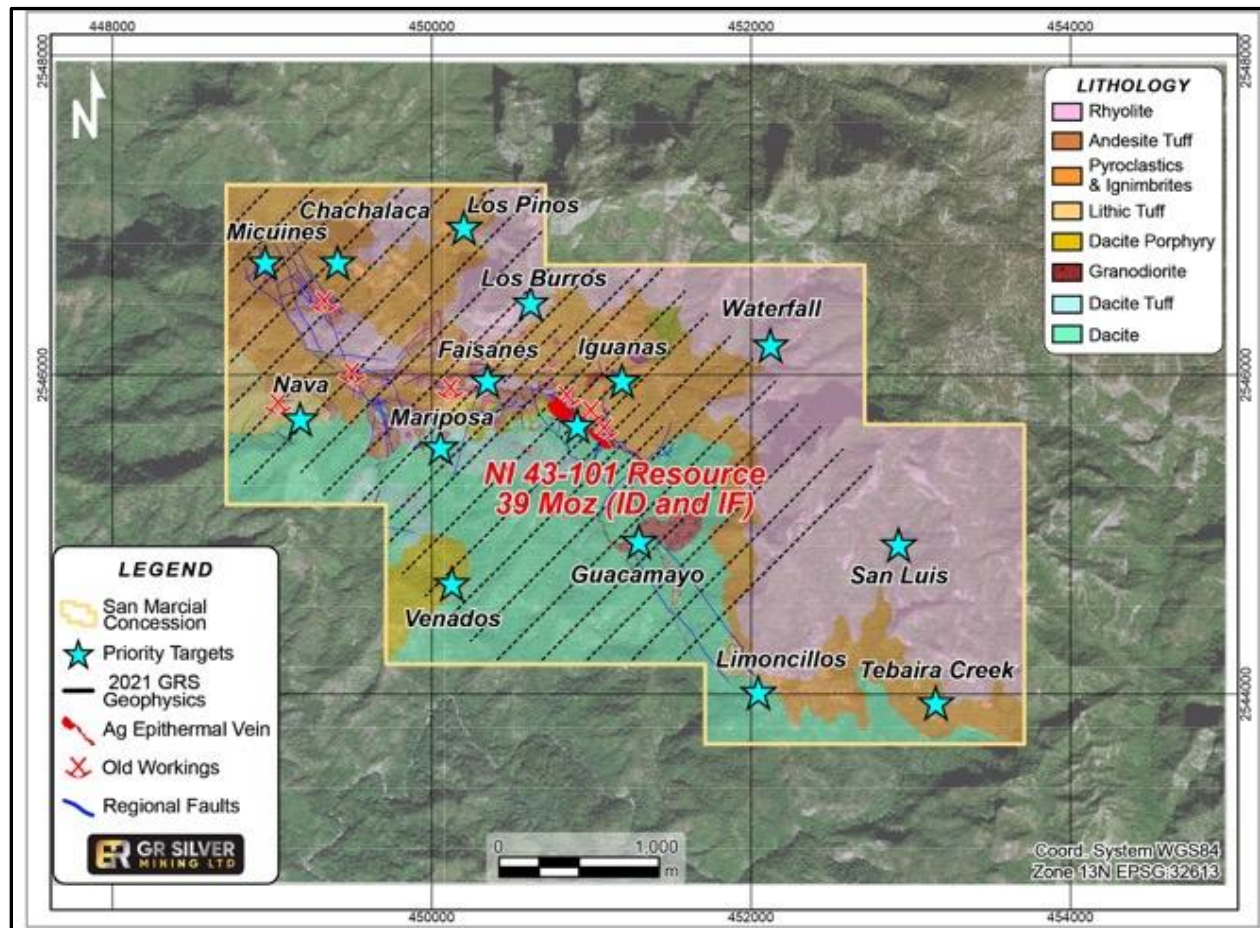 448000
450000
452000
454000
2548000
2548000
N
LITHOLOGY
Rhyolite
Andesite Tuff
Pyroclastics
& Ignimbrites
Lithic Tuff
Dacite Porphyry
Granodiorite
Dacite Tuff
Dacite
Chachalaca
Los Pinos
Micuines
Los Burros
Waterfall
Faisanes
Iguanas
2546000
2546000
Nava
Mariposa
NI 43-101 Resource
39 Moz (ID and IF)
Guacamayo
San Luis
Venados
Limoncillos
Tebaira Creek
2544000
2544000
LEGEND
San Marcial
Concession
Priority Targets
2021 GRS
Geophysics
Ag Epithermal Vein
Old Workings
Regional Faults
GR SILVER
MINING LTD
0
1,000
m
Coord. System WGS84
Zone 13N EPSG:32613
450000
452000
454000